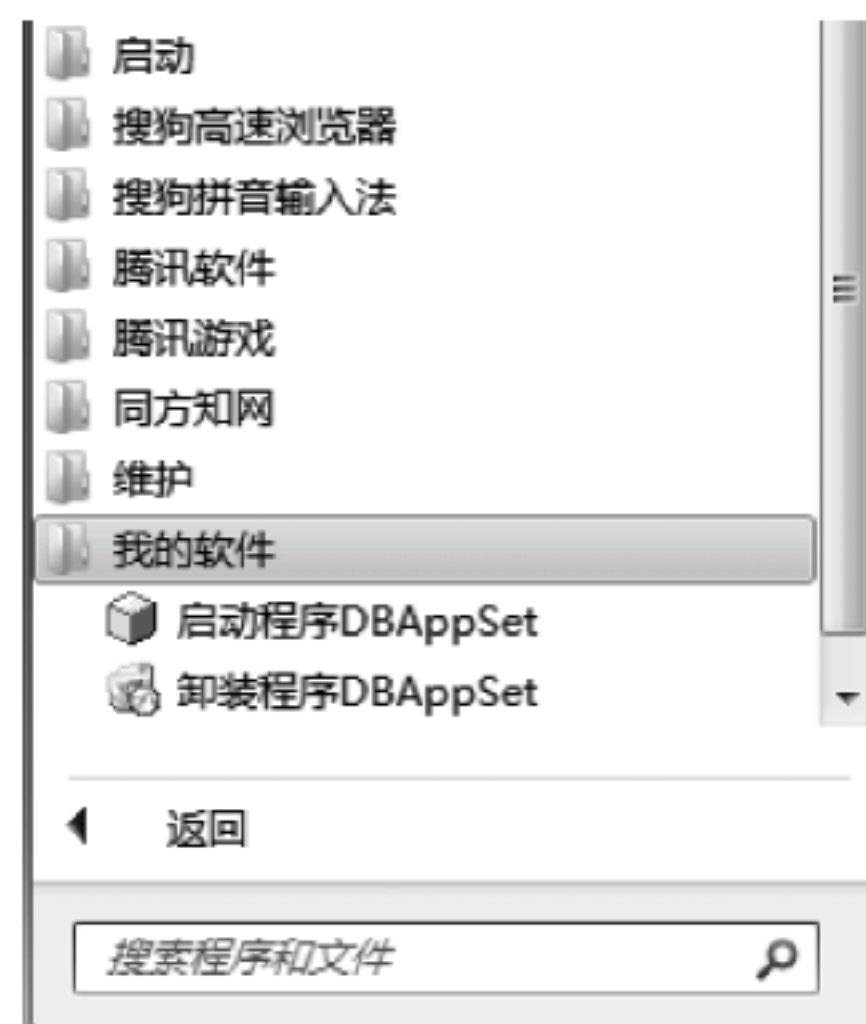 启动
搜狗高速浏览器
搜狗拼音输入法
腾讯软件
腾讯游戏
同方知网
维护
我的软件
启动程序DBAppSet
卸装程序DBAppSet
返回
搜索程序和文件